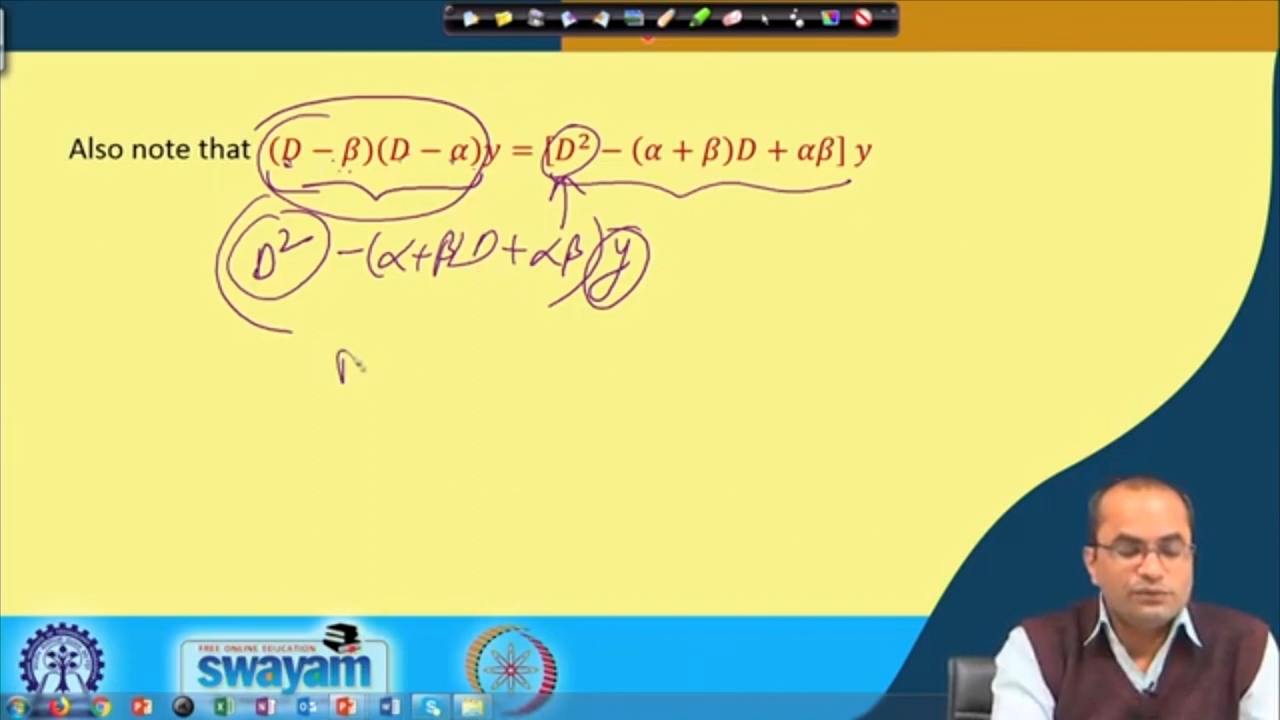 Also note that (D − β)(D − α)y = [D² − (α + β)D + αβ] y
D² − (α+β)D + αβ) y
FREE ONLINE EDUCATION
swayam